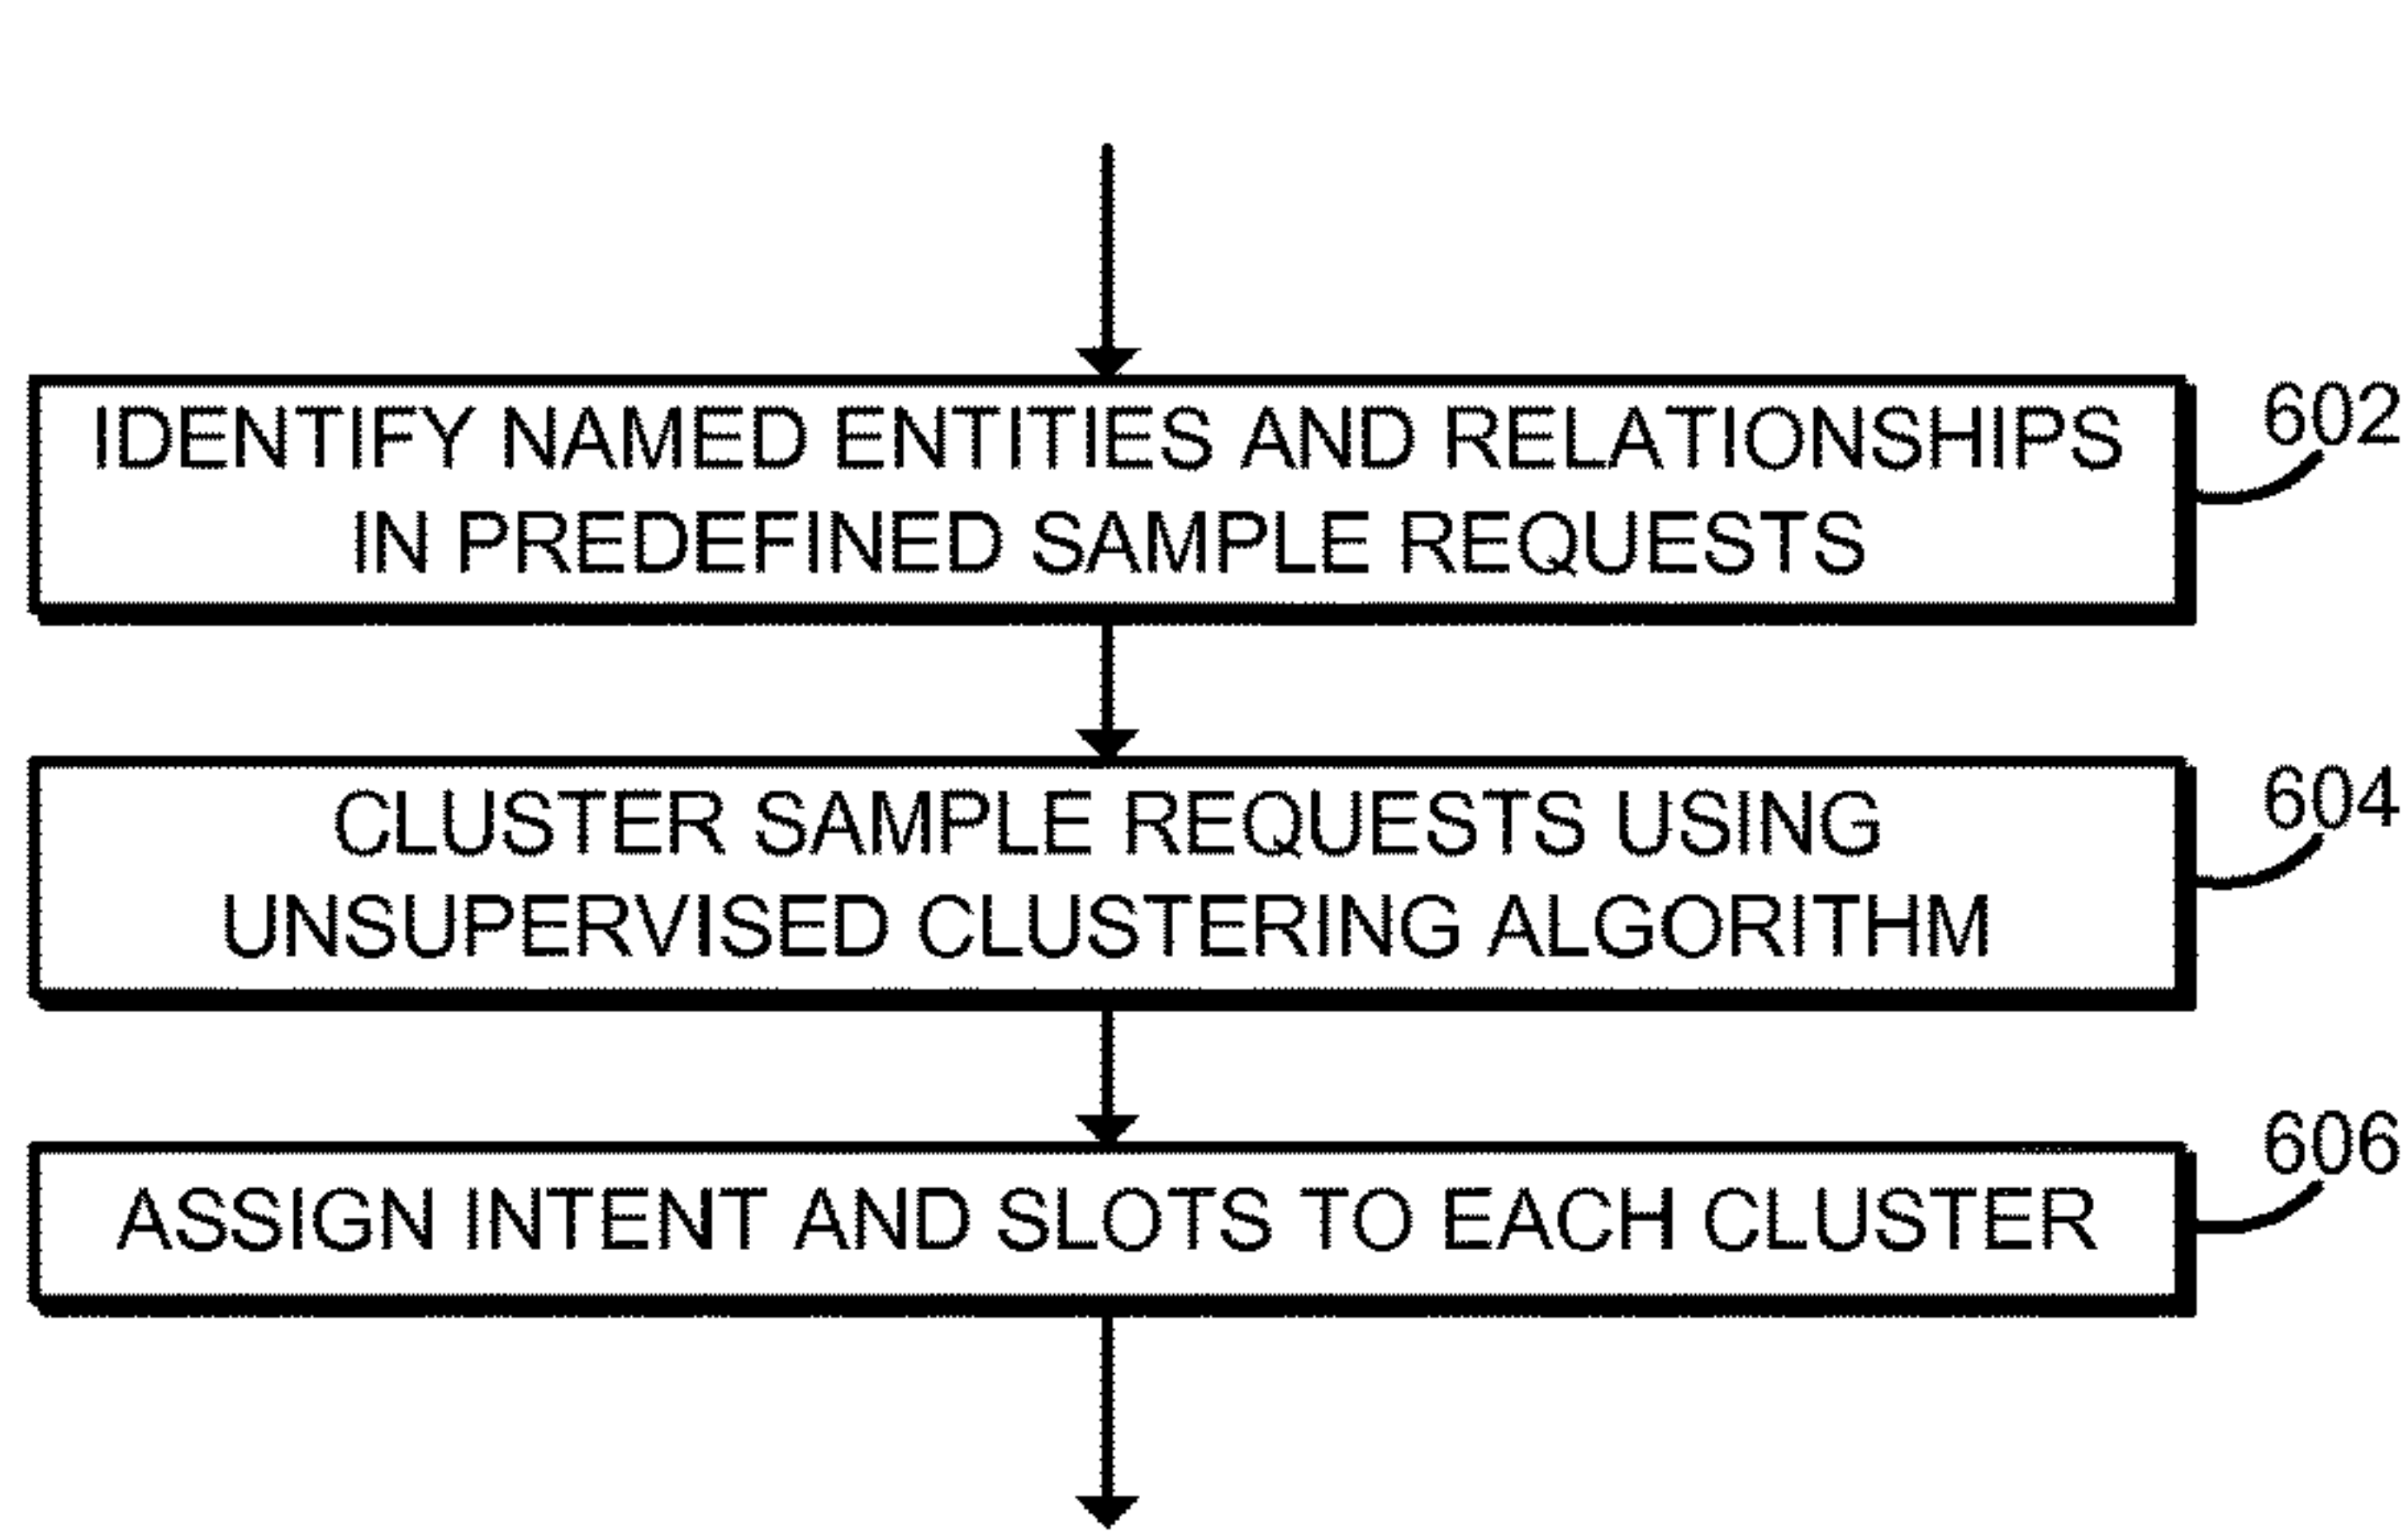 IDENTIFY NAMED ENTITIES AND RELATIONSHIPS
IN PREDEFINED SAMPLE REQUESTS
602
CLUSTER SAMPLE REQUESTS USING
UNSUPERVISED CLUSTERING ALGORITHM
604
ASSIGN INTENT AND SLOTS TO EACH CLUSTER
606